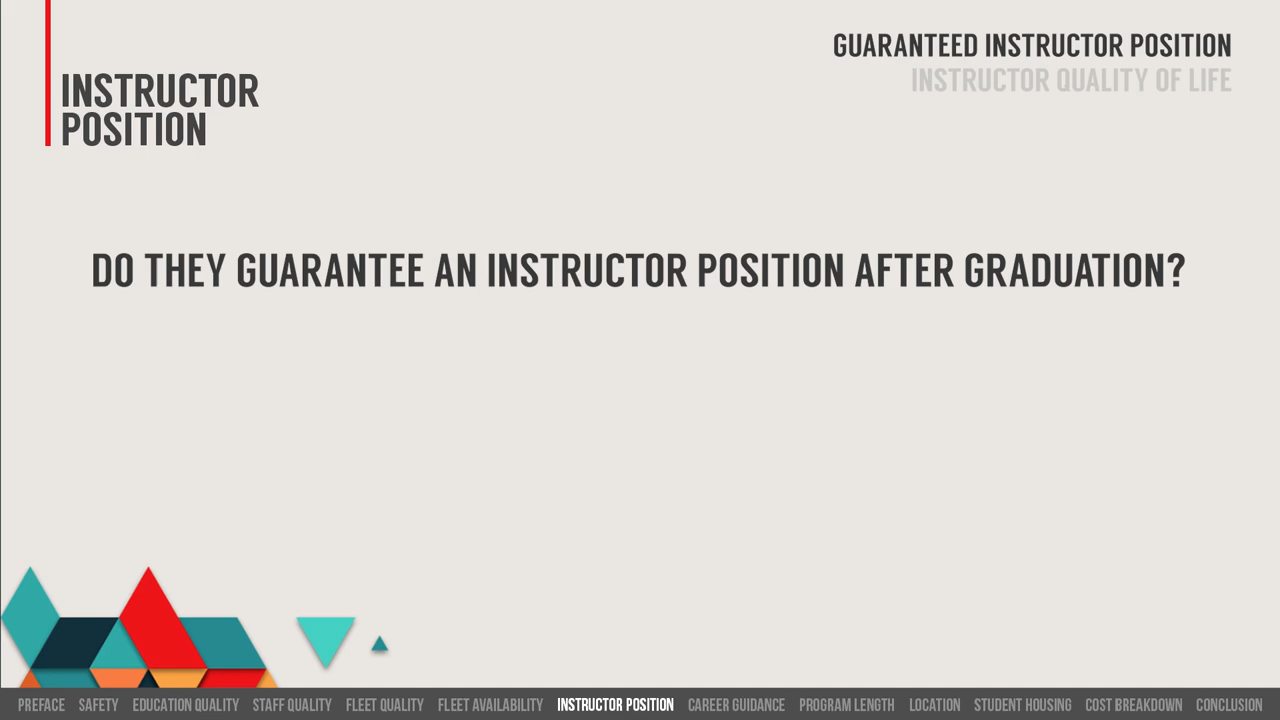 INSTRUCTOR
POSITION
GUARANTEED INSTRUCTOR POSITION
INSTRUCTOR QUALITY OF LIFE
DO THEY GUARANTEE AN INSTRUCTOR POSITION AFTER GRADUATION?
PREFACE SAFETY EDUCATION QUALITY STAFF QUALITY FLEET QUALITY FLEET AVAILABILITY INSTRUCTOR POSITION CAREER GUIDANCE PROGRAM LENGTH LOCATION STUDENT HOUSING COST BREAKDOWN CONCLUSION